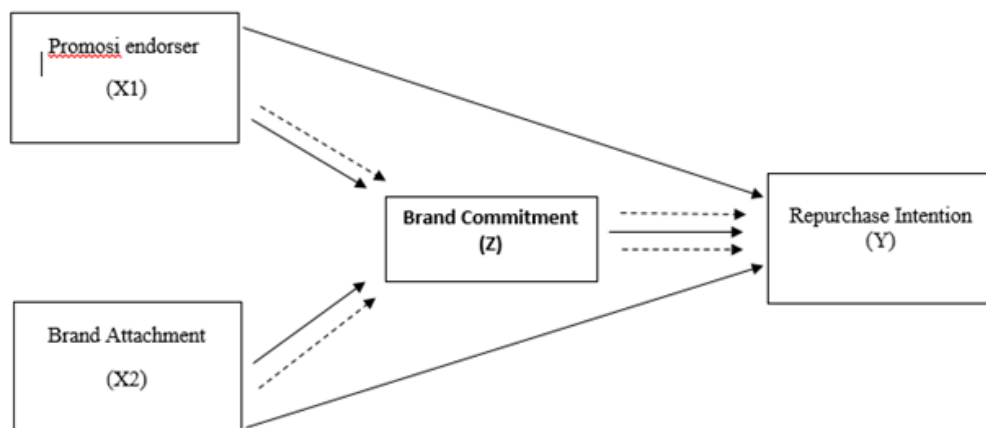 Promosi endorser
(X1)
Brand Commitment
(Z)
Repurchase Intention
(Y)
Brand Attachment
(X2)